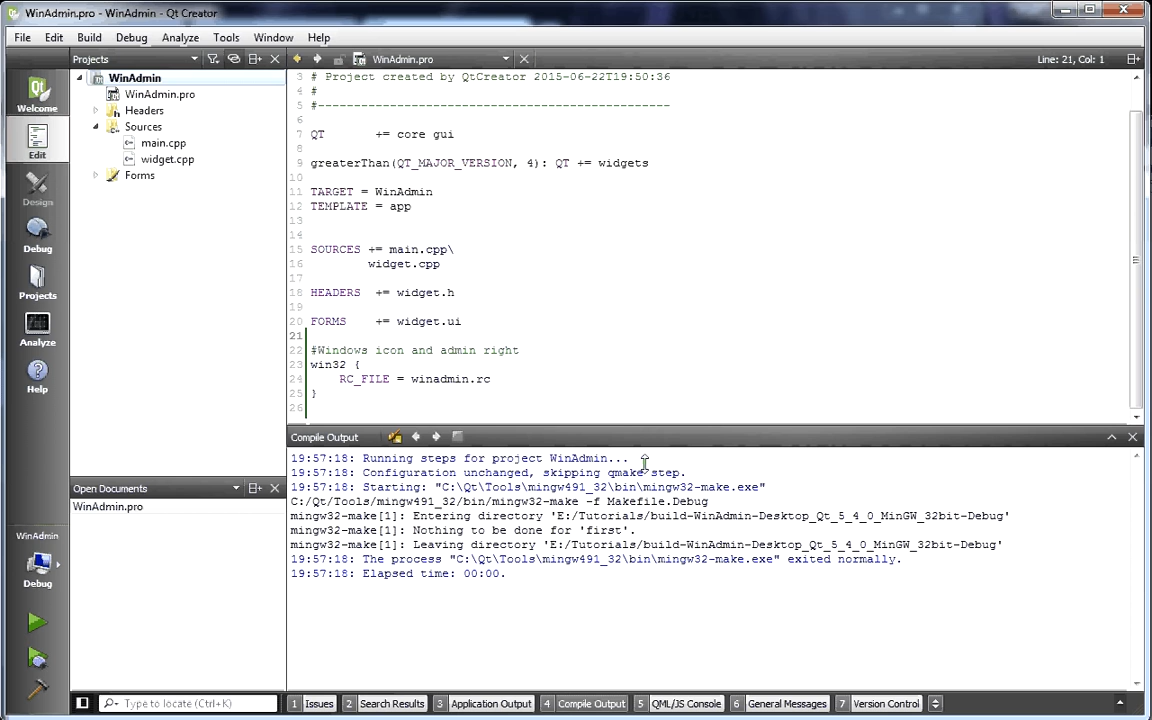 WinAdmin.pro - WinAdmin - Qt Creator
File Edit Build Debug Analyze Tools Window Help
Projects
WinAdmin.pro
Line: 21, Col: 1
Welcome
Edit
Design
Debug
Projects
Analyze
Help
WinAdmin
WinAdmin.pro
Headers
Sources
main.cpp
widget.cpp
Forms
3 # Project created by QtCreator 2015-06-22T19:50:36
4 #
5 #-------------------------------------------------
6
7 QT += core gui
8
9 greaterThan(QT_MAJOR_VERSION, 4): QT += widgets
10
11 TARGET = WinAdmin
12 TEMPLATE = app
13
14
15 SOURCES += main.cpp\
16 widget.cpp
17
18 HEADERS += widget.h
19
20 FORMS += widget.ui
21
22 #Windows icon and admin right
23 win32 {
24 RC_FILE = winadmin.rc
25 }
26
Open Documents
WinAdmin.pro
Compile Output
19:57:18: Running steps for project WinAdmin...
19:57:18: Configuration unchanged, skipping qmake step.
19:57:18: Starting: "C:\Qt\Tools\mingw491_32\bin\mingw32-make.exe"
C:/Qt/Tools/mingw491_32/bin/mingw32-make -f Makefile.Debug
mingw32-make[1]: Entering directory 'E:/Tutorials/build-WinAdmin-Desktop_Qt_5_4_0_MinGW_32bit-Debug'
mingw32-make[1]: Nothing to be done for 'first'.
mingw32-make[1]: Leaving directory 'E:/Tutorials/build-WinAdmin-Desktop_Qt_5_4_0_MinGW_32bit-Debug'
19:57:18: The process "C:\Qt\Tools\mingw491_32\bin\mingw32-make.exe" exited normally.
19:57:18: Elapsed time: 00:00.
WinAdmin
Debug
Type to locate (Ctrl+K)
1 Issues 2 Search Results 3 Application Output 4 Compile Output 5 QML/JS Console 6 General Messages 7 Version Control